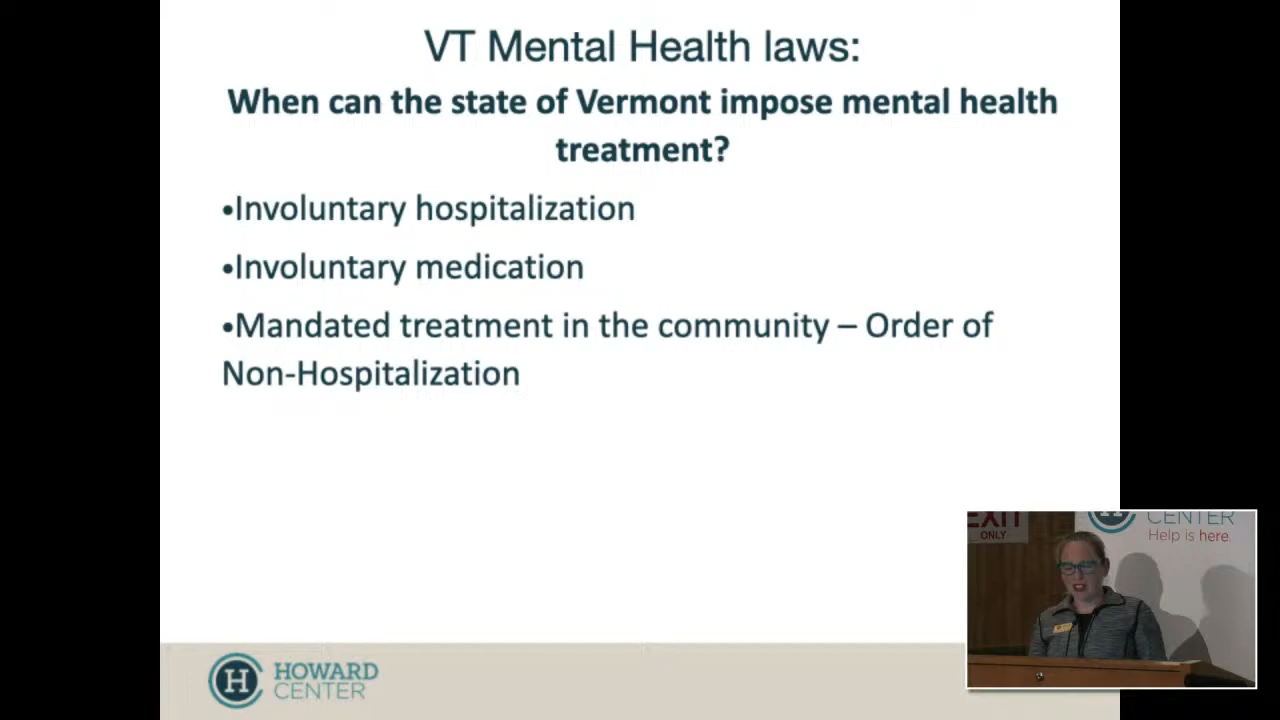 VT Mental Health laws:
When can the state of Vermont impose mental health
treatment?
•Involuntary hospitalization
•Involuntary medication
•Mandated treatment in the community – Order of
Non-Hospitalization
EXIT
ONLY
H
CENTER
Help is here.
H
HOWARD
CENTER